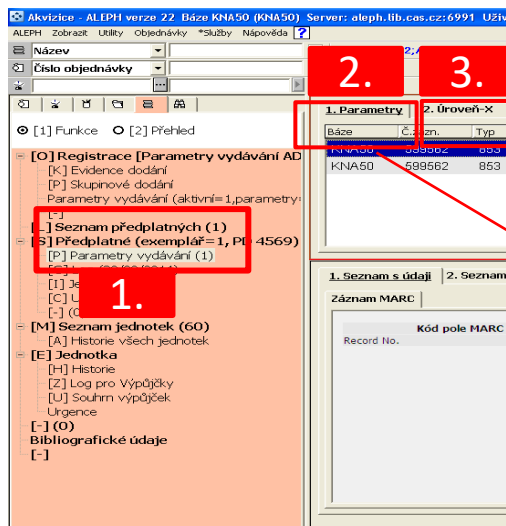 Akvizice - ALEPH verze 22 Báze KNA50 (KNA50) Server: aleph.lib.cas.cz:6991 Uživ
ALEPH Zobrazit Utility Objednávky *Služby Nápověda ?
Název
Číslo objednávky
...
[1] Funkce [2] Přehled
[O] Registrace [Parametry vydávání AD
[K] Evidence dodání
[P] Skupinové dodání
Parametry vydávání (aktivní=1,parametry
[-]
[L] Seznam předplatných (1)
[S] Předplatné (exemplář=1, PD 4569)
[P] Parametry vydávání (1)
[I] Je
[C] U
[-] (0
[M] Seznam jednotek (60)
[A] Historie všech jednotek
[E] Jednotka
[H] Historie
[Z] Log pro Výpůjčky
[U] Souhrn výpůjček
Urgence
[-] (0)
Bibliografické údaje
[-]
1.
2.
3.
1. Parametry 2. Úroveň-X
Báze Č.zázn. Typ
KNA50 599562 853
KNA50 599562 853
1. Seznam s údaji 2. Seznam
Záznam MARC
Kód pole MARC
Record No.